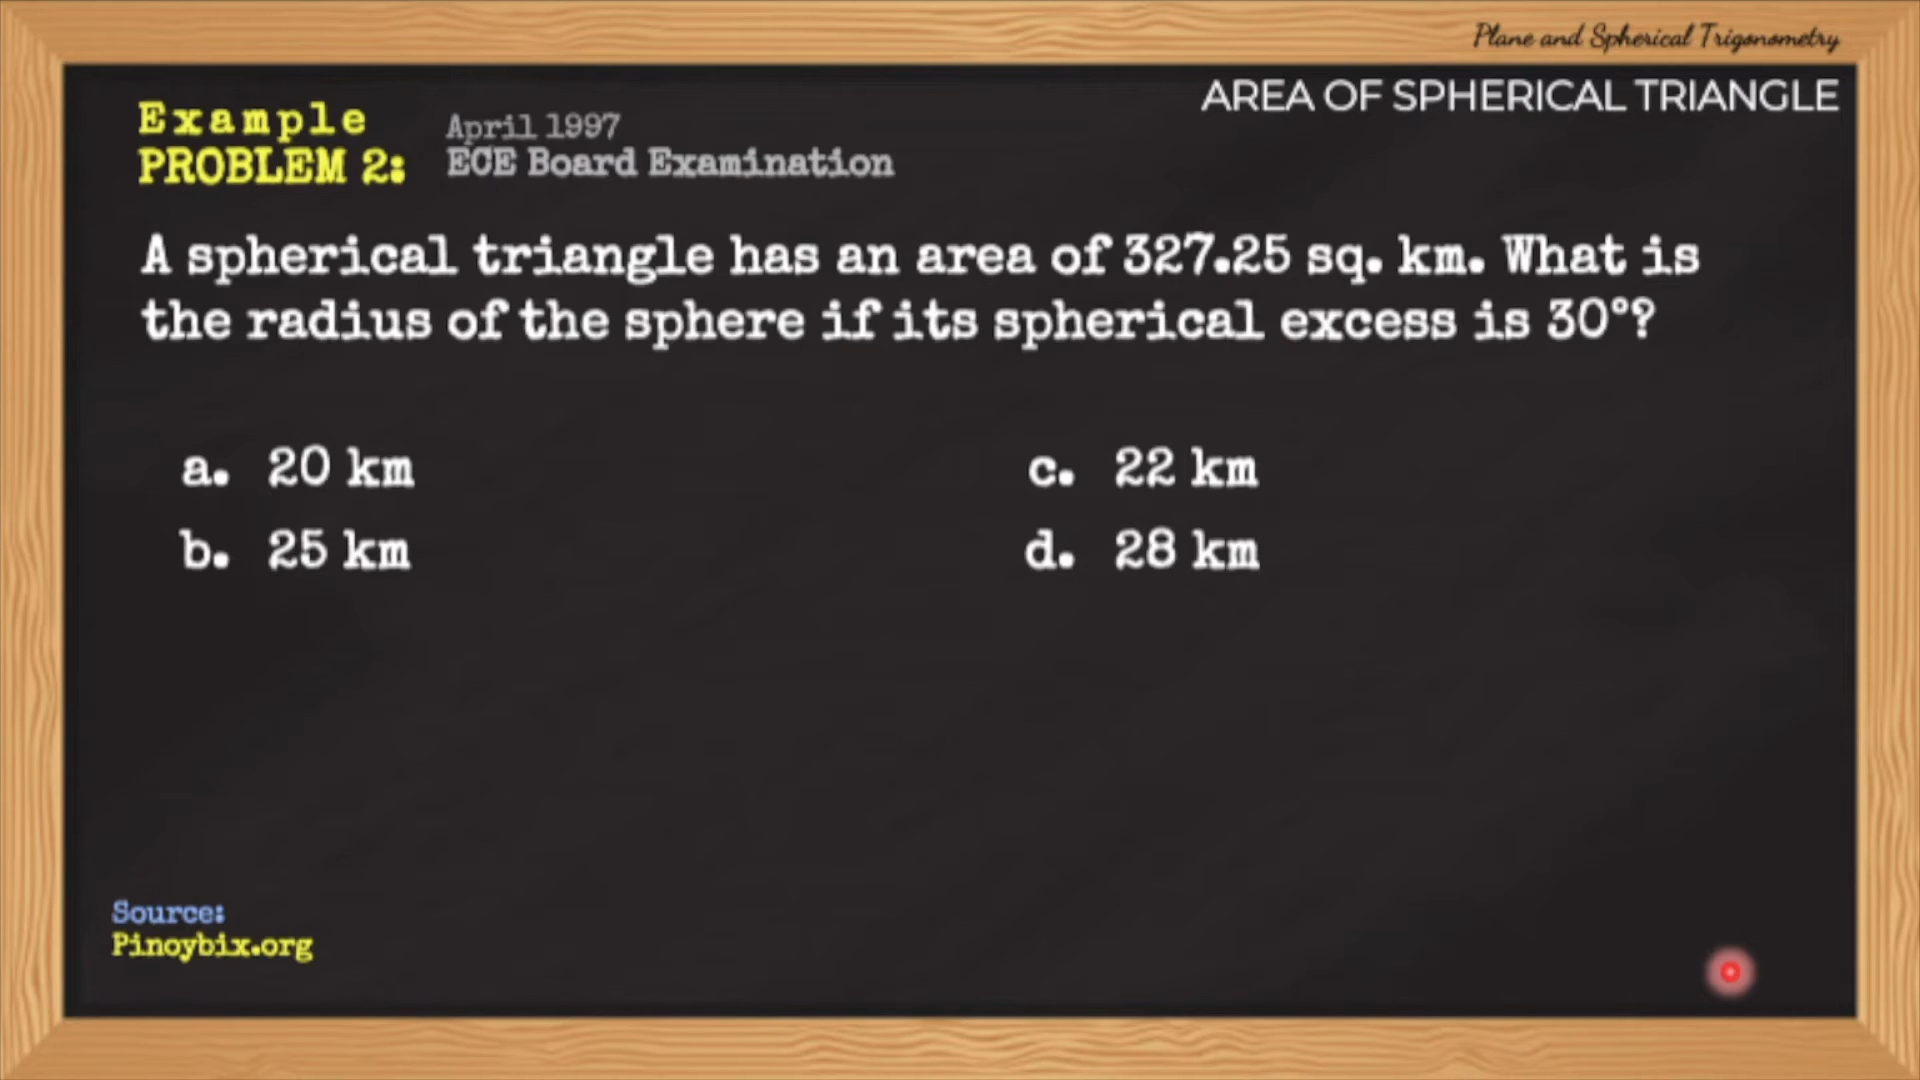 Plane and Spherical Trigonometry
AREA OF SPHERICAL TRIANGLE
Example
PROBLEM 2:
April 1997
ECE Board Examination
A spherical triangle has an area of 327.25 sq. km. What is
the radius of the sphere if its spherical excess is 30°?
a. 20 km
b. 25 km
c. 22 km
d. 28 km
Source:
Pinoybix.org